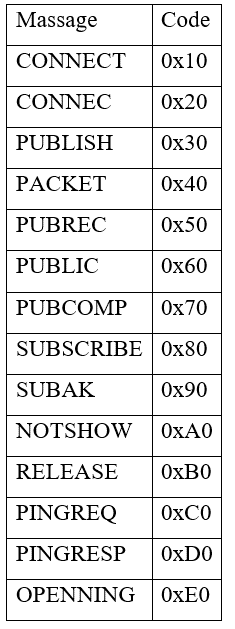 Massage Code
CONNECT 0x10
CONNEC 0x20
PUBLISH 0x30
PACKET 0x40
PUBREC 0x50
PUBLIC 0x60
PUBCOMP 0x70
SUBSCRIBE 0x80
SUBAK 0x90
NOTSHOW 0xA0
RELEASE 0xB0
PINGREQ 0xC0
PINGRESP 0xD0
OPENNING 0xE0